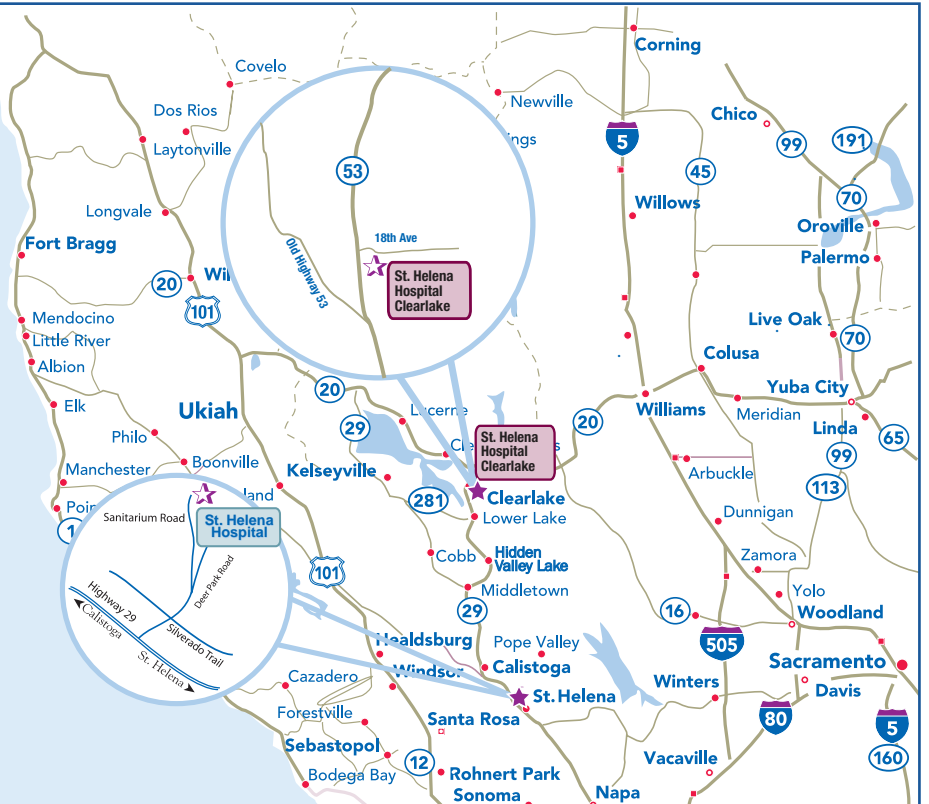 Corning
Covelo
Newville
Chico
Dos Rios
ngs
5
99
191
Laytonville
53
45
70
Longvale
Willows
Oroville
Fort Bragg
18th Ave
Palermo
Old Highway 53
St. Helena
Hospital
Clearlake
20
Wil
101
Mendocino
Live Oak
Little River
70
Albion
Colusa
20
Yuba City
Elk
Ukiah
Lucerne
Williams
Meridian
29
20
Linda
Philo
St. Helena
Hospital
Clearlake
65
Cle
s
99
Boonville
Manchester
Kelseyville
Arbuckle
land
281
Clearlake
113
Poin
Sanitarium Road
St. Helena
Hospital
Lower Lake
Dunnigan
1
Cobb
Hidden
Valley Lake
Zamora
Deer Park Road
101
Middletown
Yolo
Highway 29
29
16
Woodland
Calistoga
Silverado Trail
Healdsburg
Pope Valley
505
St. Helena
Windsor
Calistoga
Sacramento
Cazadero
St. Helena
Winters
Davis
Forestville
Santa Rosa
80
5
Sebastopol
12
Vacaville
160
Bodega Bay
Rohnert Park
Sonoma
Napa